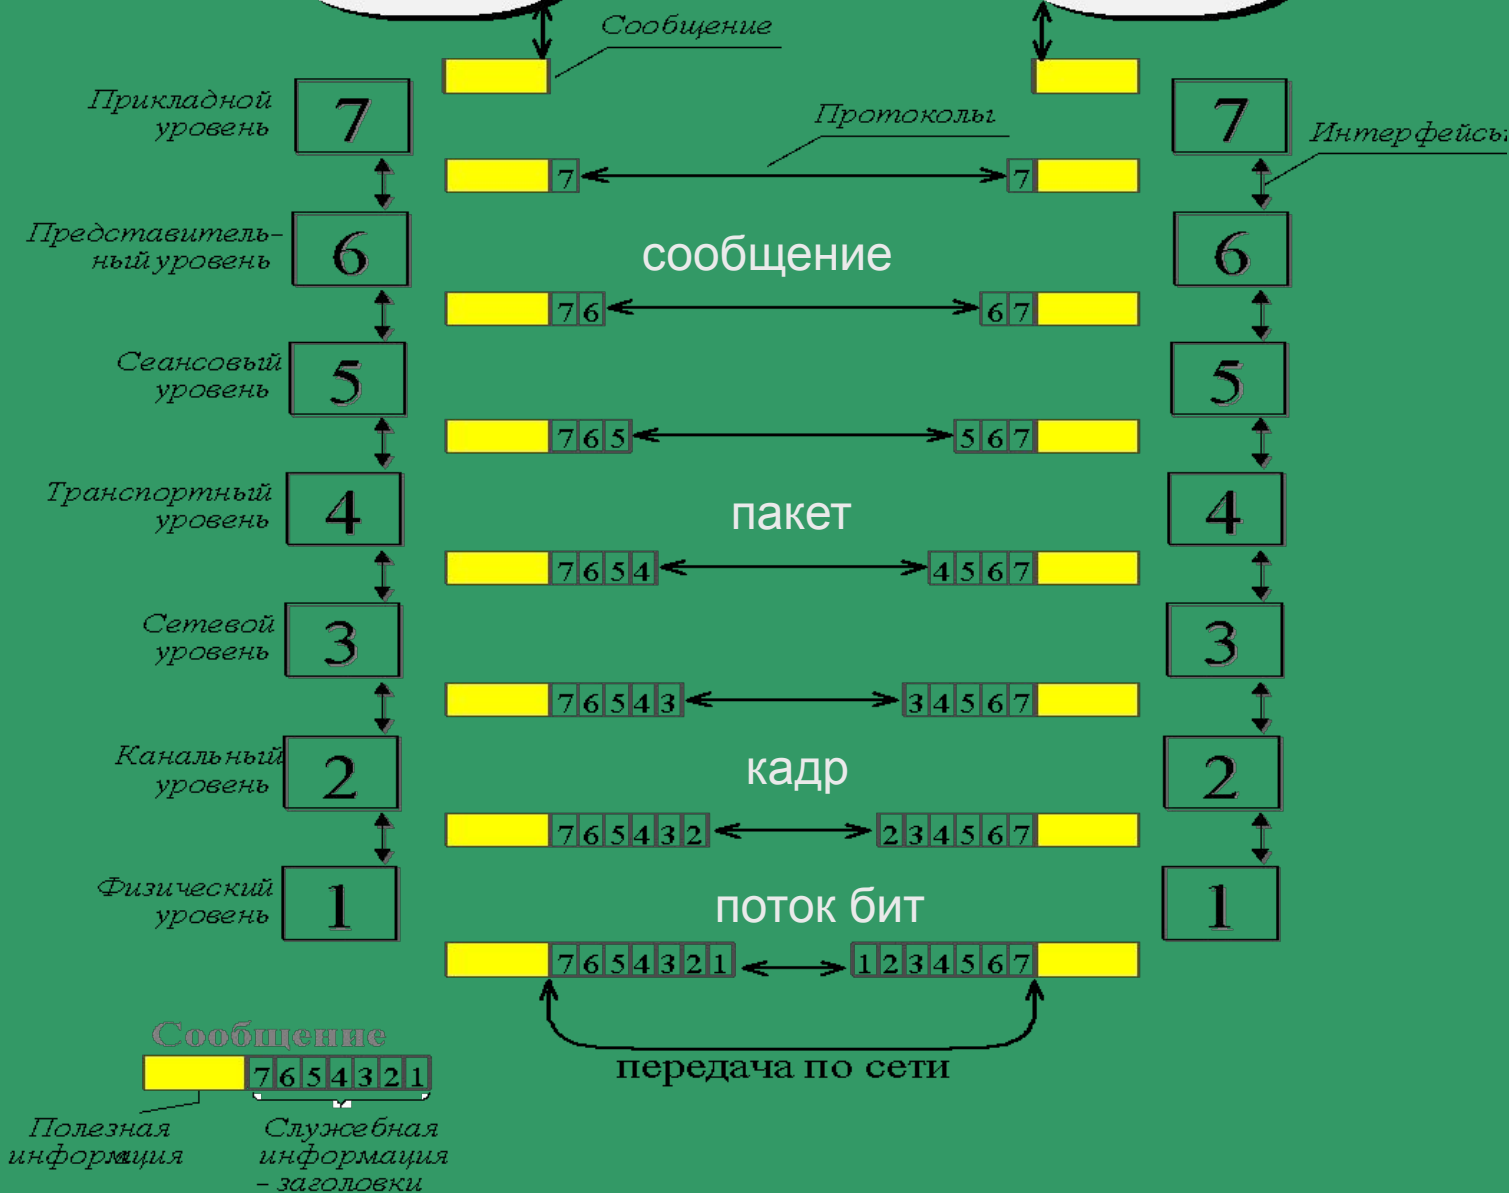 Сообщение
Прикладной
уровень
7
7
Протоколы
Интерфейсы
7
7
Представитель-
ный уровень
6
сообщение
6
7 6
6 7
Сеансовый
уровень
5
5
7 6 5
5 6 7
Транспортный
уровень
4
пакет
4
7 6 5 4
4 5 6 7
Сетевой
уровень
3
3
7 6 5 4 3
3 4 5 6 7
Канальный
уровень
2
кадр
2
7 6 5 4 3 2
2 3 4 5 6 7
Физический
уровень
1
поток бит
1
7 6 5 4 3 2 1
1 2 3 4 5 6 7
передача по сети
Сообщение
7 6 5 4 3 2 1
Полезная
информация
Служебная
информация
- заголовки